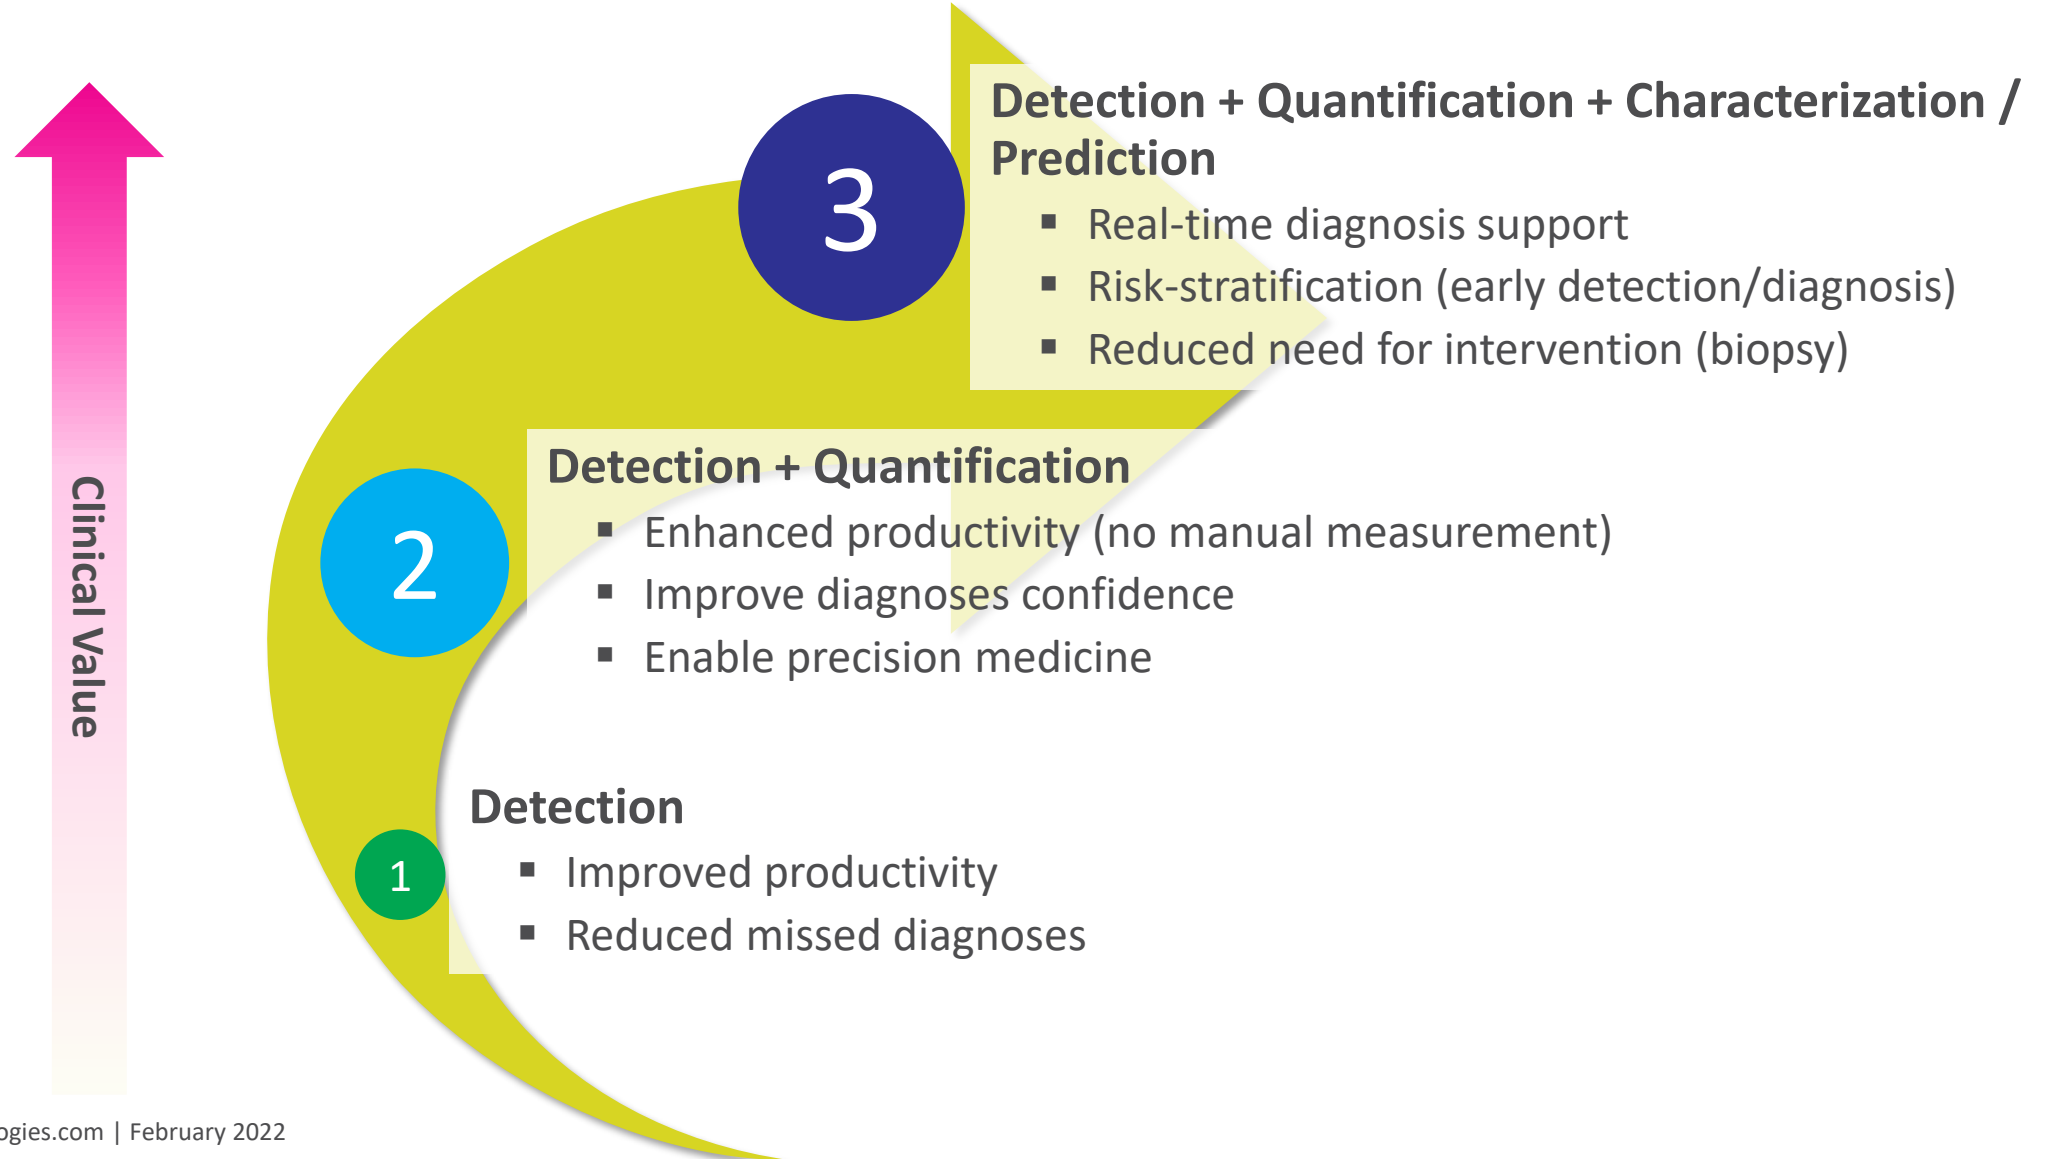 3
Detection + Quantification + Characterization /
Prediction
▪ Real-time diagnosis support
▪ Risk-stratification (early detection/diagnosis)
▪ Reduced need for intervention (biopsy)
2
Detection + Quantification
▪ Enhanced productivity (no manual measurement)
▪ Improve diagnoses confidence
▪ Enable precision medicine
Clinical Value
1
Detection
▪ Improved productivity
▪ Reduced missed diagnoses
ogies.com | February 2022